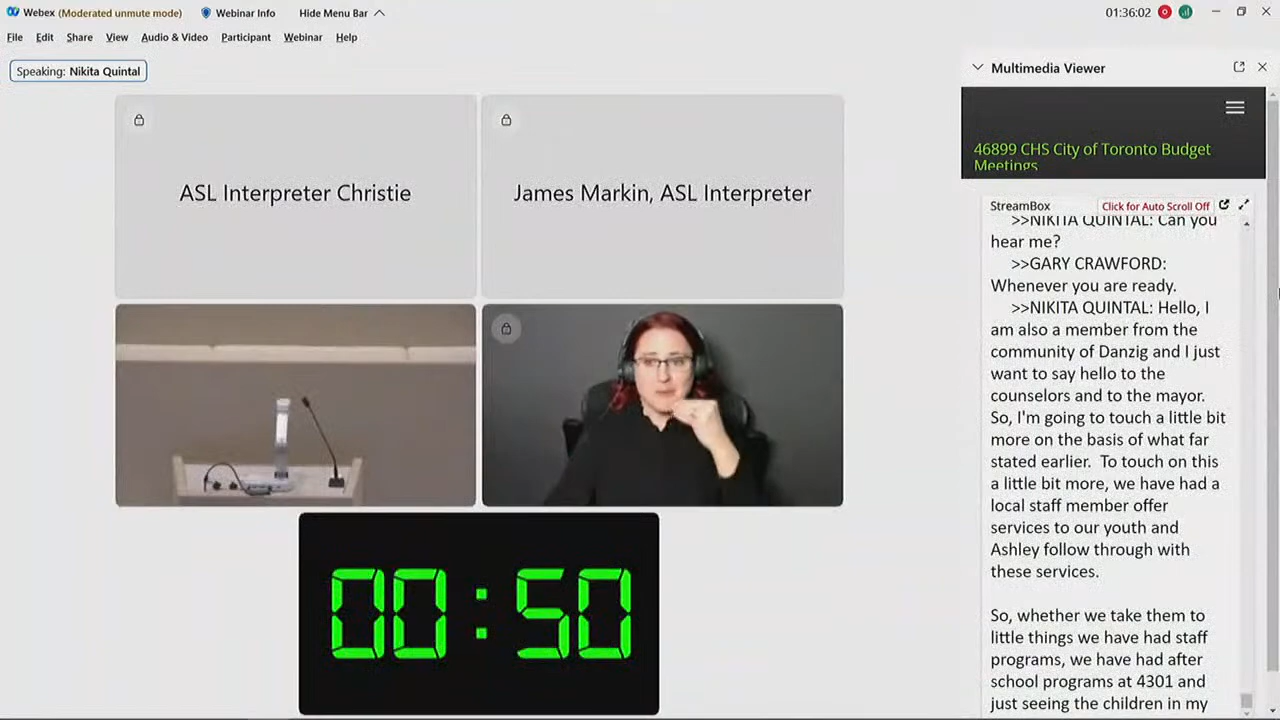 Webex (Moderated unmute mode) Webinar Info Hide Menu Bar 01:36:02
File Edit Share View Audio & Video Participant Webinar Help
Speaking: Nikita Quintal
ASL Interpreter Christie
James Markin, ASL Interpreter
00:50
Multimedia Viewer
46899 CHS City of Toronto Budget
Meetings
StreamBox Click for Auto Scroll Off
>>NIKITA QUINTAL: Can you
hear me?
>>GARY CRAWFORD:
Whenever you are ready.
>>NIKITA QUINTAL: Hello, I
am also a member from the
community of Danzig and I just
want to say hello to the
counselors and to the mayor.
So, I'm going to touch a little bit
more on the basis of what far
stated earlier. To touch on this
a little bit more, we have had a
local staff member offer
services to our youth and
Ashley follow through with
these services.
So, whether we take them to
little things we have had staff
programs, we have had after
school programs at 4301 and
just seeing the children in my